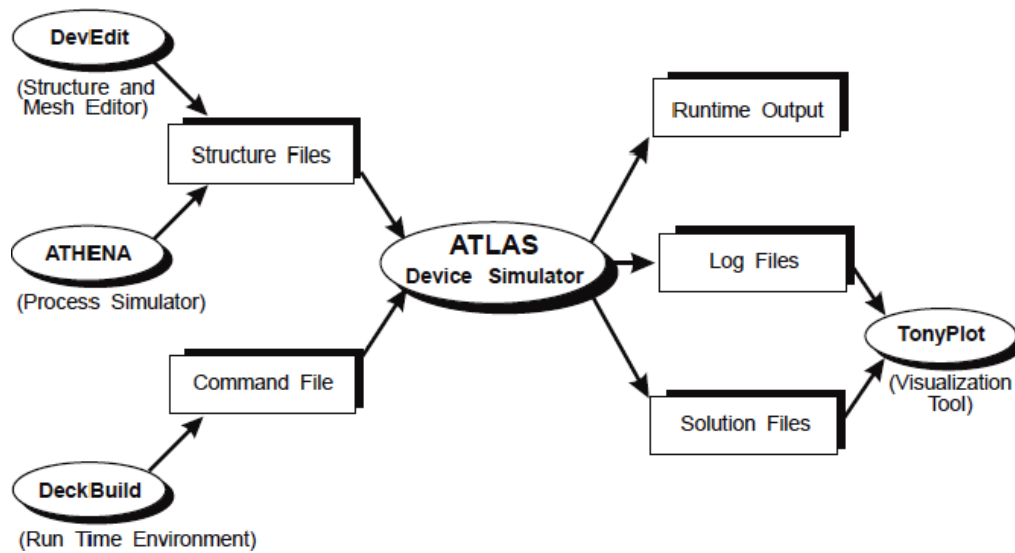 DevEdit
(Structure and
Mesh Editor)
Structure Files
ATHENA
(Process Simulator)
Command File
DeckBuild
(Run Time Environment)
ATLAS
Device Simulator
Runtime Output
Log Files
Solution Files
TonyPlot
(Visualization
Tool)